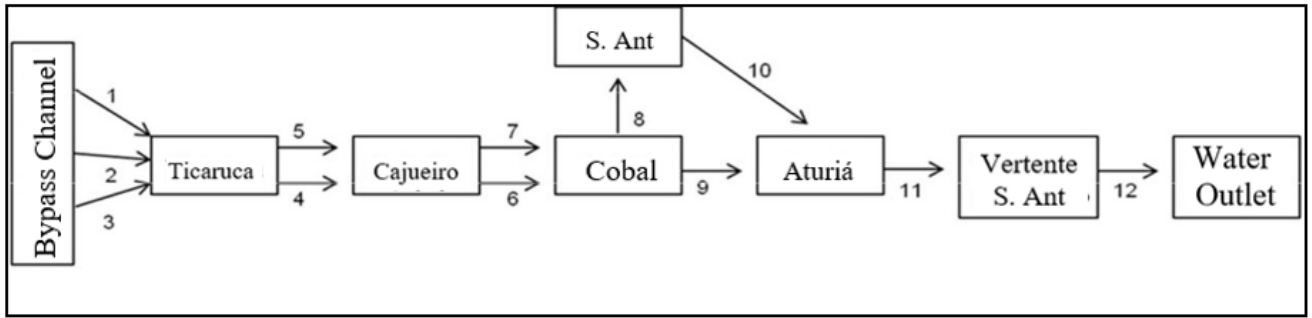 Bypass Channel
1
2
3
Ticaruca
5
4
Cajueiro
7
6
Cobal
8
S. Ant
10
9
Aturiá
11
Vertente
S. Ant
12
Water
Outlet